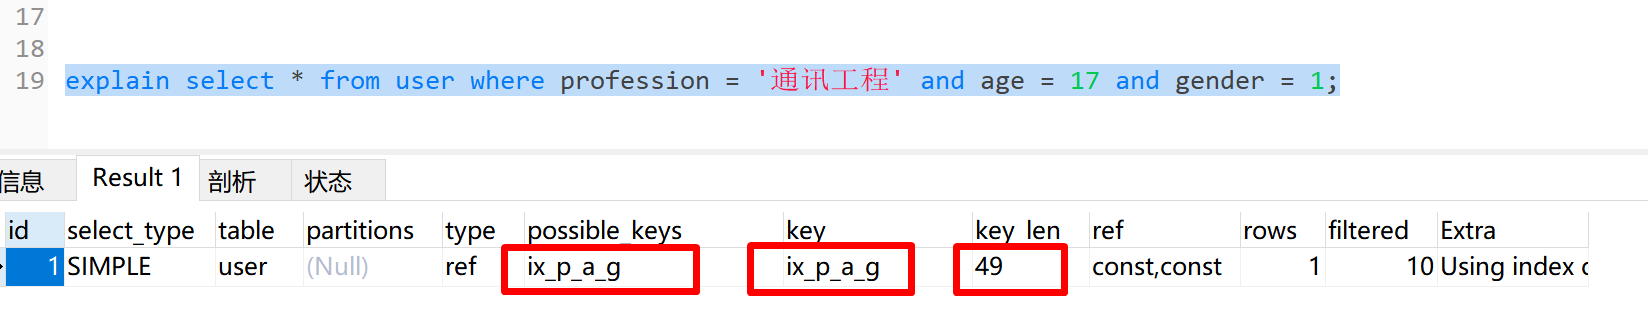 17
18
19 explain select * from user where profession = '通讯工程' and age = 17 and gender = 1;
信息 Result 1 剖析 状态
id select_type table partitions type possible_keys key key_len ref rows filtered Extra
1 SIMPLE user (Null) ref ix_p_a_g ix_p_a_g 49 const,const 1 10 Using index c